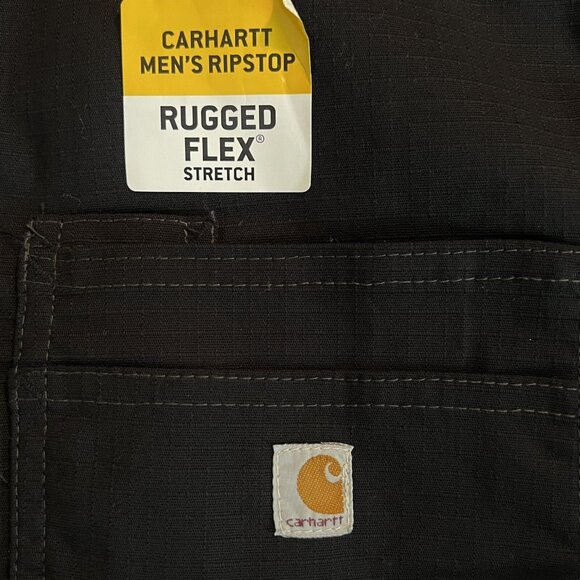 CARHARTT
MEN'S RIPSTOP
RUGGED
FLEX®
STRETCH
carhartt